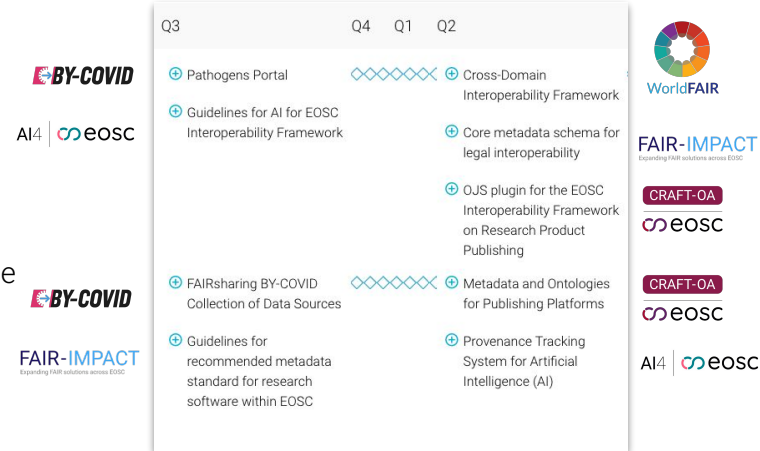 Q3 Q4 Q1 Q2
BY-COVID
Pathogens Portal
AI4 eosc
Guidelines for AI for EOSC
Interoperability Framework
Cross-Domain
Interoperability Framework
WorldFAIR
Core metadata schema for
legal interoperability
FAIR-IMPACT
Expanding FAIR solutions across EOSC
OJS plugin for the EOSC
Interoperability Framework
on Research Product
Publishing
CRAFT-OA
eosc
e
BY-COVID
FAIRsharing BY-COVID
Collection of Data Sources
FAIR-IMPACT
Expanding FAIR solutions across EOSC
Guidelines for
recommended metadata
standard for research
software within EOSC
Metadata and Ontologies
for Publishing Platforms
CRAFT-OA
eosc
Provenance Tracking
System for Artificial
Intelligence (AI)
AI4 eosc